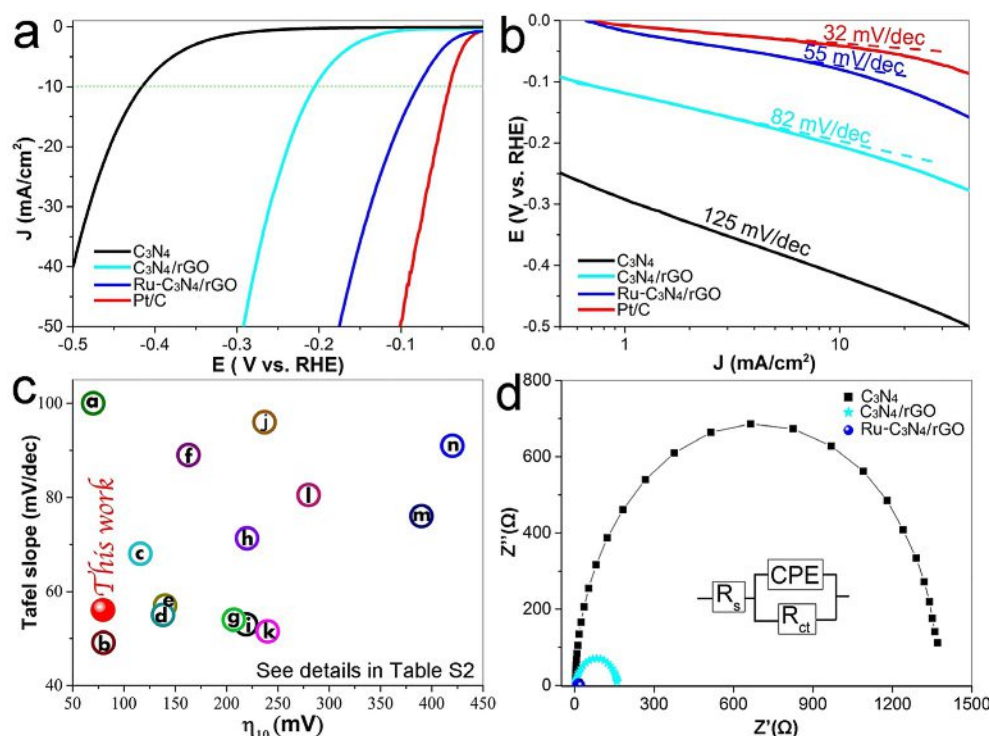 a
0
-10
-20
-30
-40
-50
J (mA/cm²)
C₃N₄
C₃N₄/rGO
Ru-C₃N₄/rGO
Pt/C
-0.5
-0.4
-0.3
-0.2
-0.1
0.0
E ( V vs. RHE)
b
0.0
-0.1
-0.2
-0.3
-0.4
-0.5
E (V vs. RHE)
32 mV/dec
55 mV/dec
82 mV/dec
125 mV/dec
C₃N₄
C₃N₄/rGO
Ru-C₃N₄/rGO
Pt/C
1
10
J (mA/cm²)
c
100
80
60
40
Tafel slope (mV/dec)
a
j
f
n
l
m
h
c
This work
e
d
g
i
k
b
See details in Table S2
50
100
150
200
250
300
350
400
450
η₁₀ (mV)
d
800
600
400
200
0
Z''(Ω)
C₃N₄
C₃N₄/rGO
Ru-C₃N₄/rGO
CPE
Rs
Rct
0
300
600
900
1200
1500
Z'(Ω)